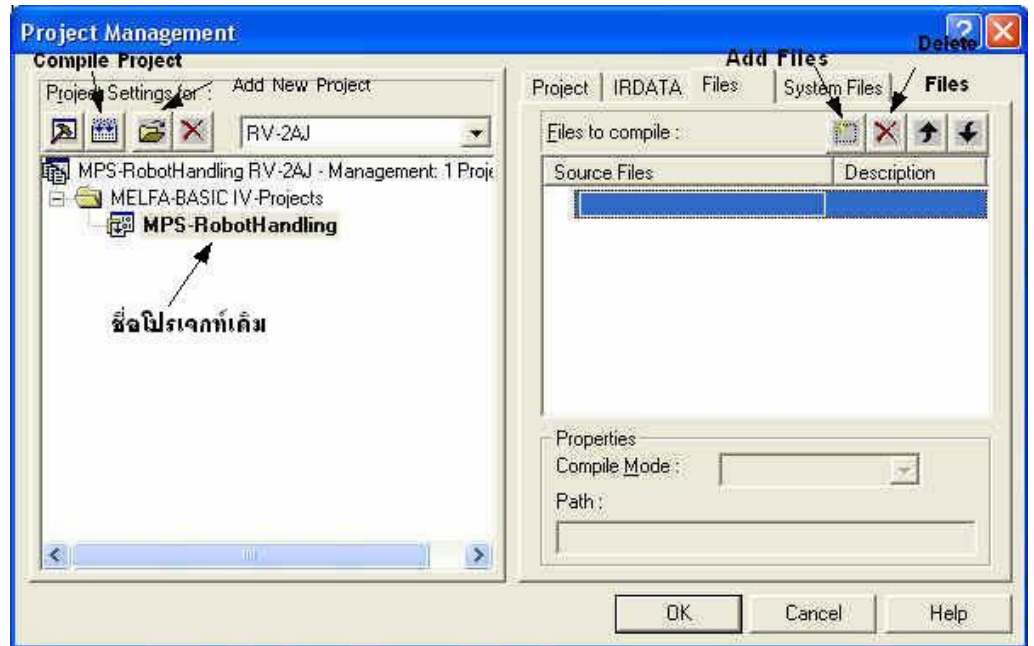 Project Management
Compile Project
Add Files
Delete
Project Settings for :
Add New Project
Project
IRDATA
Files
System Files
Files
RV-2AJ
Files to compile :
MPS-RobotHandling RV-2AJ - Management: 1 Proje
Source Files
Description
MELFA-BASIC IV-Projects
MPS-RobotHandling
ชื่อโปรเจกท์เดิม
Properties
Compile Mode :
Path :
OK
Cancel
Help